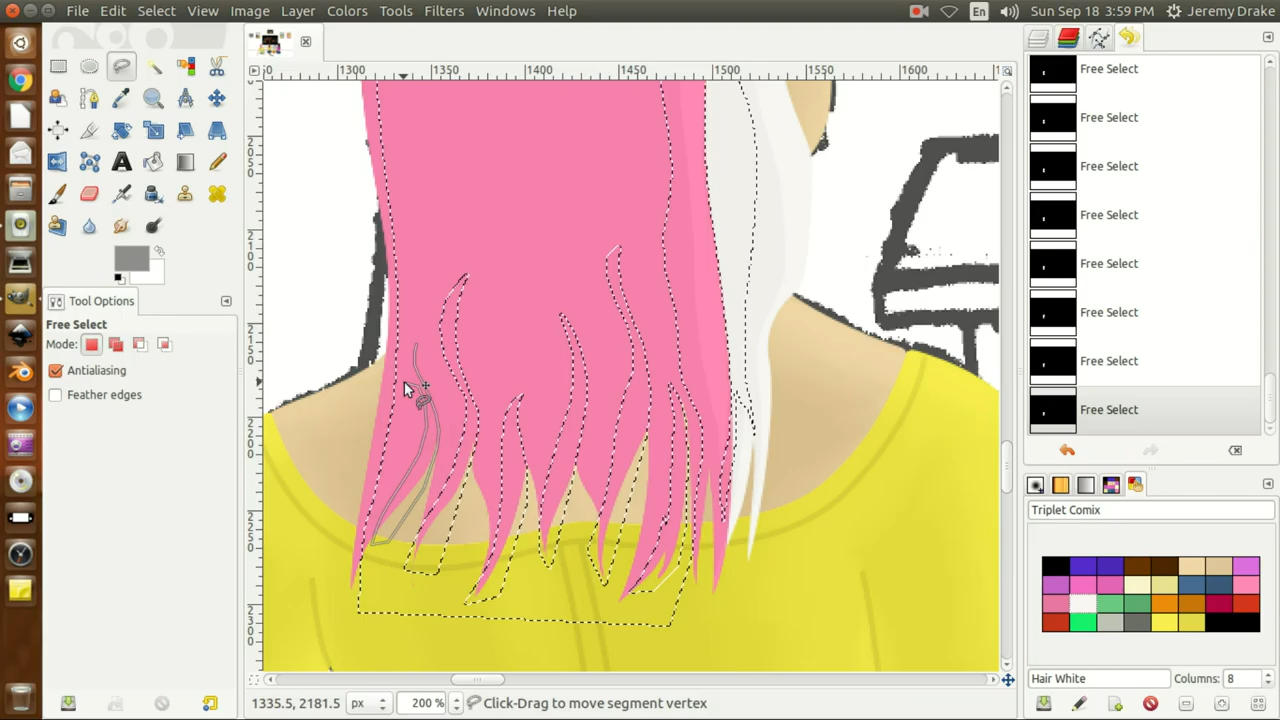 File Edit Select View Image Layer Colors Tools Filters Windows Help
En Sun Sep 18 3:59 PM Jeremy Drake
1300 1350 1400 1450 1500 1550 1600
Tool Options
Free Select
Mode:
Antialiasing
Feather edges
Free Select
Free Select
Free Select
Free Select
Free Select
Free Select
Free Select
Free Select
Triplet Comix
Hair White Columns: 8
1335.5, 2181.5 px 200 % Click-Drag to move segment vertex